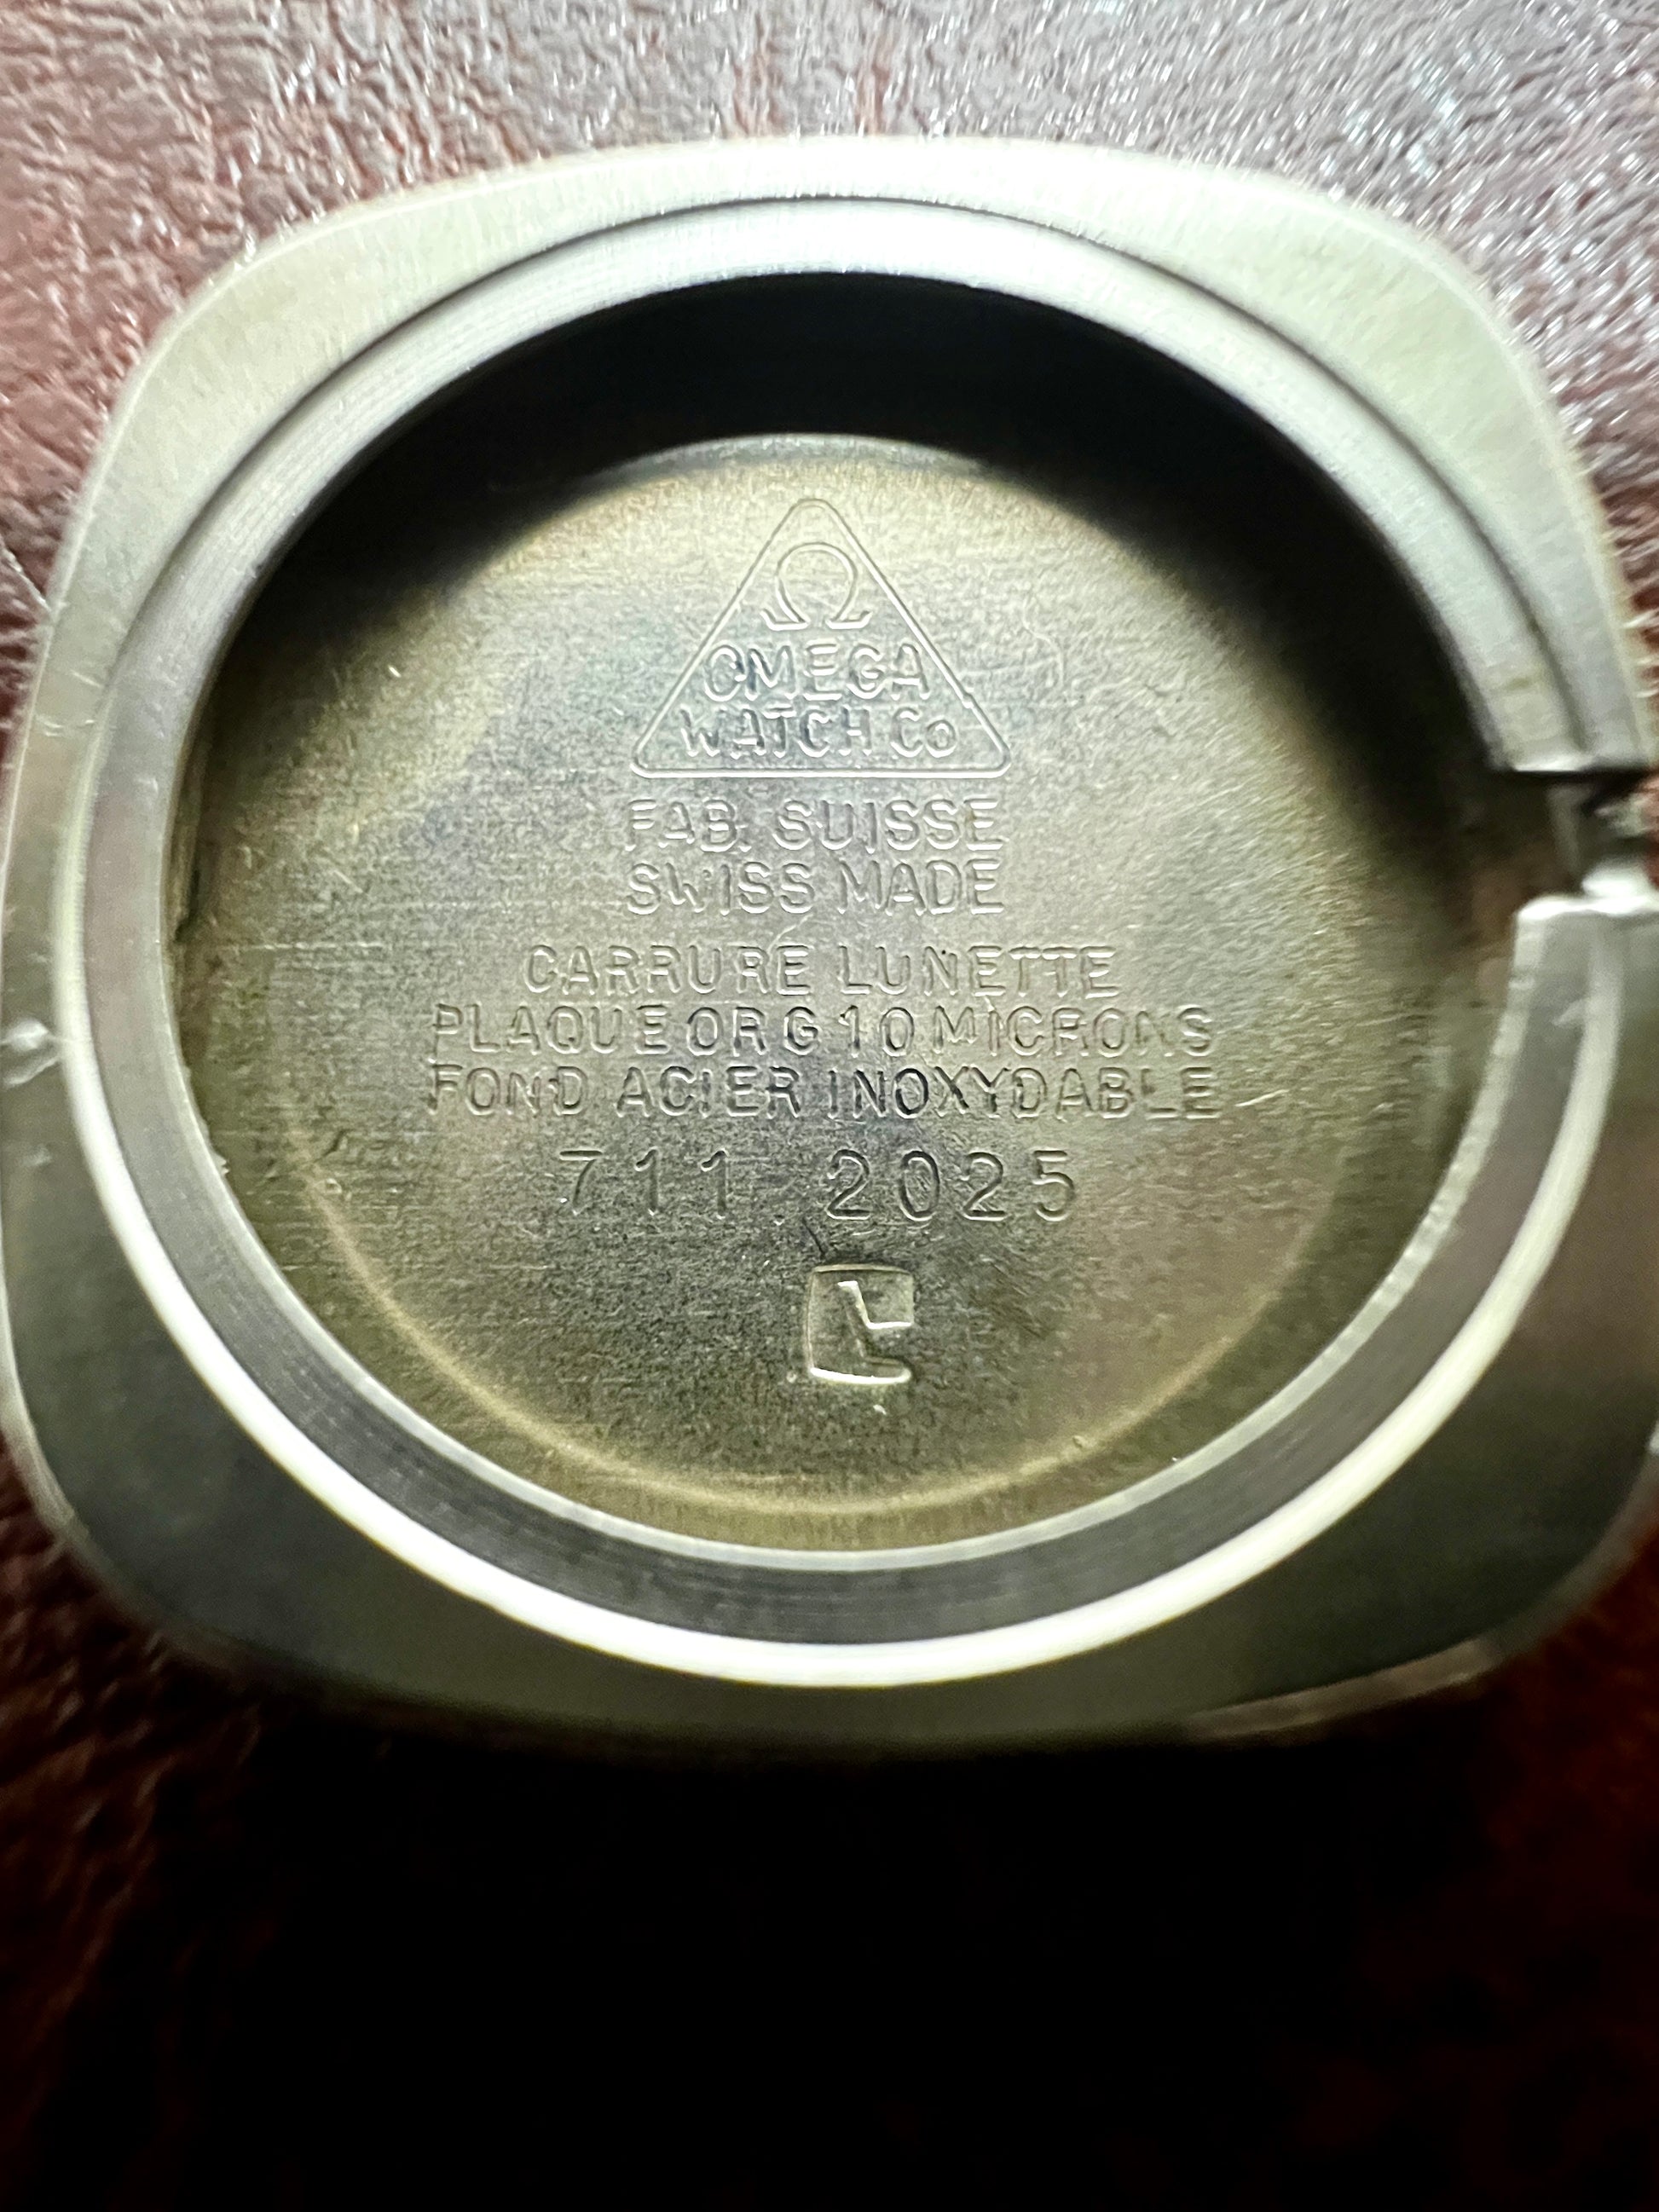 Ω
OMEGA
WATCH Co
FAB. SUISSE
SWISS MADE
CARRURE LUNETTE
PLAQUE OR G 10 MICRONS
FOND ACIER INOXYDABLE
711.2025